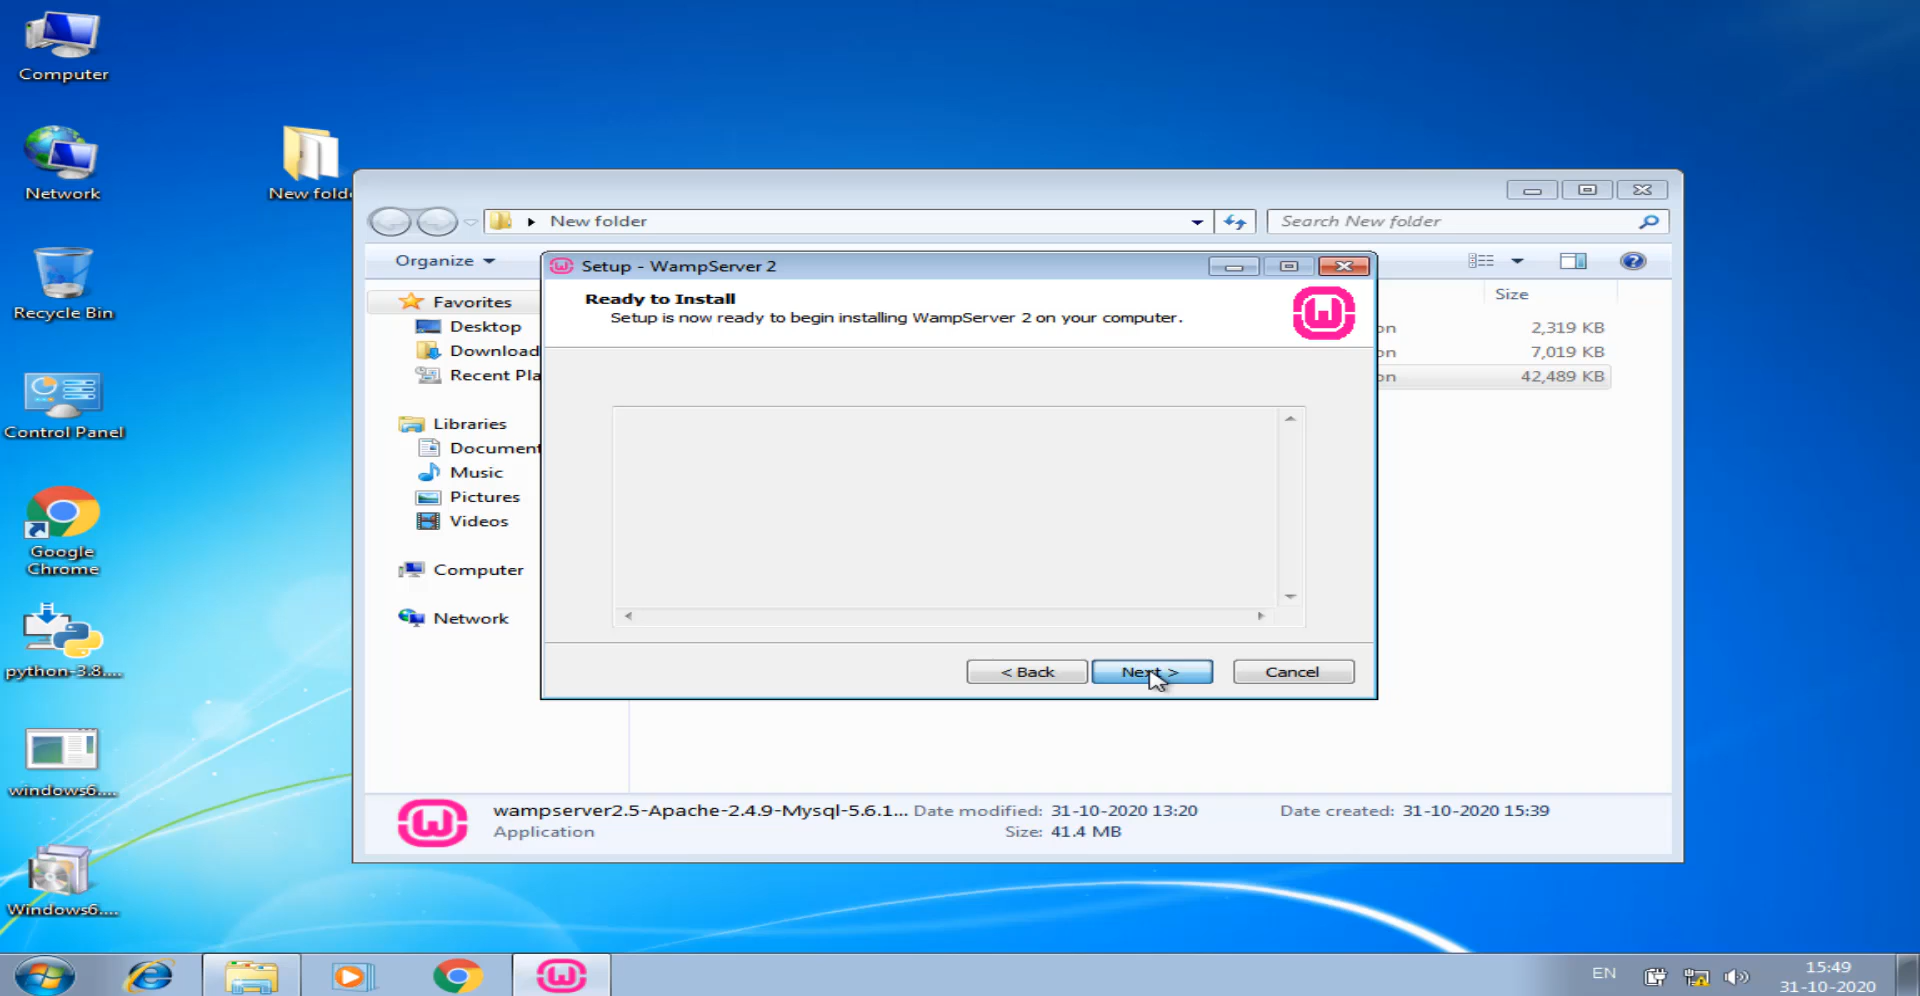 Computer
Network
New folde
Recycle Bin
Control Panel
Google
Chrome
python-3.8....
windows6....
Windows6....
New folder
Search New folder
Organize
Size
Favorites
Desktop
Download
Recent Pla
Libraries
Document
Music
Pictures
Videos
Computer
Network
on 2,319 KB
on 7,019 KB
on 42,489 KB
Setup - WampServer 2
Ready to Install
Setup is now ready to begin installing WampServer 2 on your computer.
< Back
Next >
Cancel
wampserver2.5-Apache-2.4.9-Mysql-5.6.1... Date modified: 31-10-2020 13:20 Date created: 31-10-2020 15:39
Application Size: 41.4 MB
EN
15:49
31-10-2020